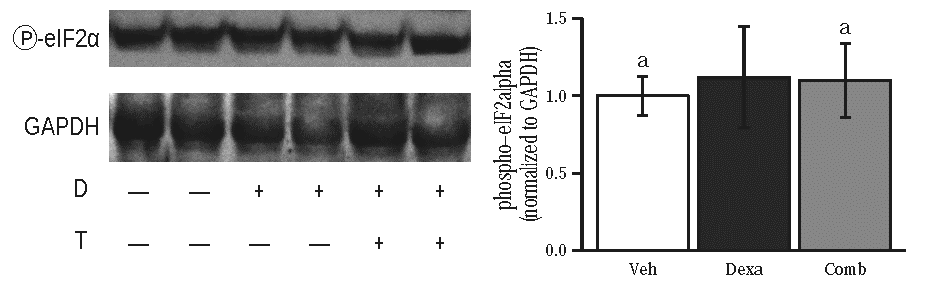 Ⓟ-eIF2α
GAPDH
D — — + + + +
T — — — — + +
phospho-eIF2alpha
(normalized to GAPDH)
1.5
1.0
0.5
0.0
a
a
Veh Dexa Comb